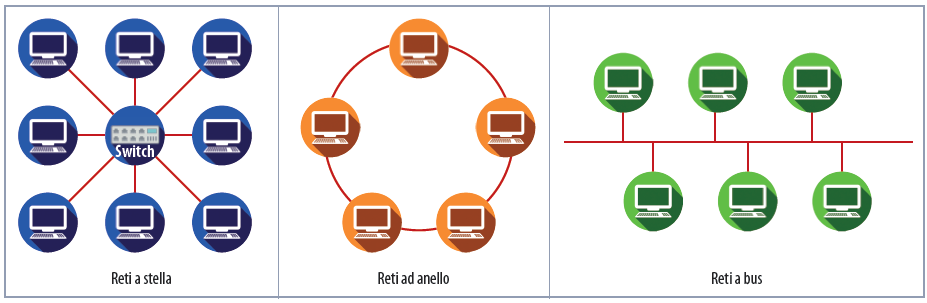 Switch
Reti a stella
Reti ad anello
Reti a bus